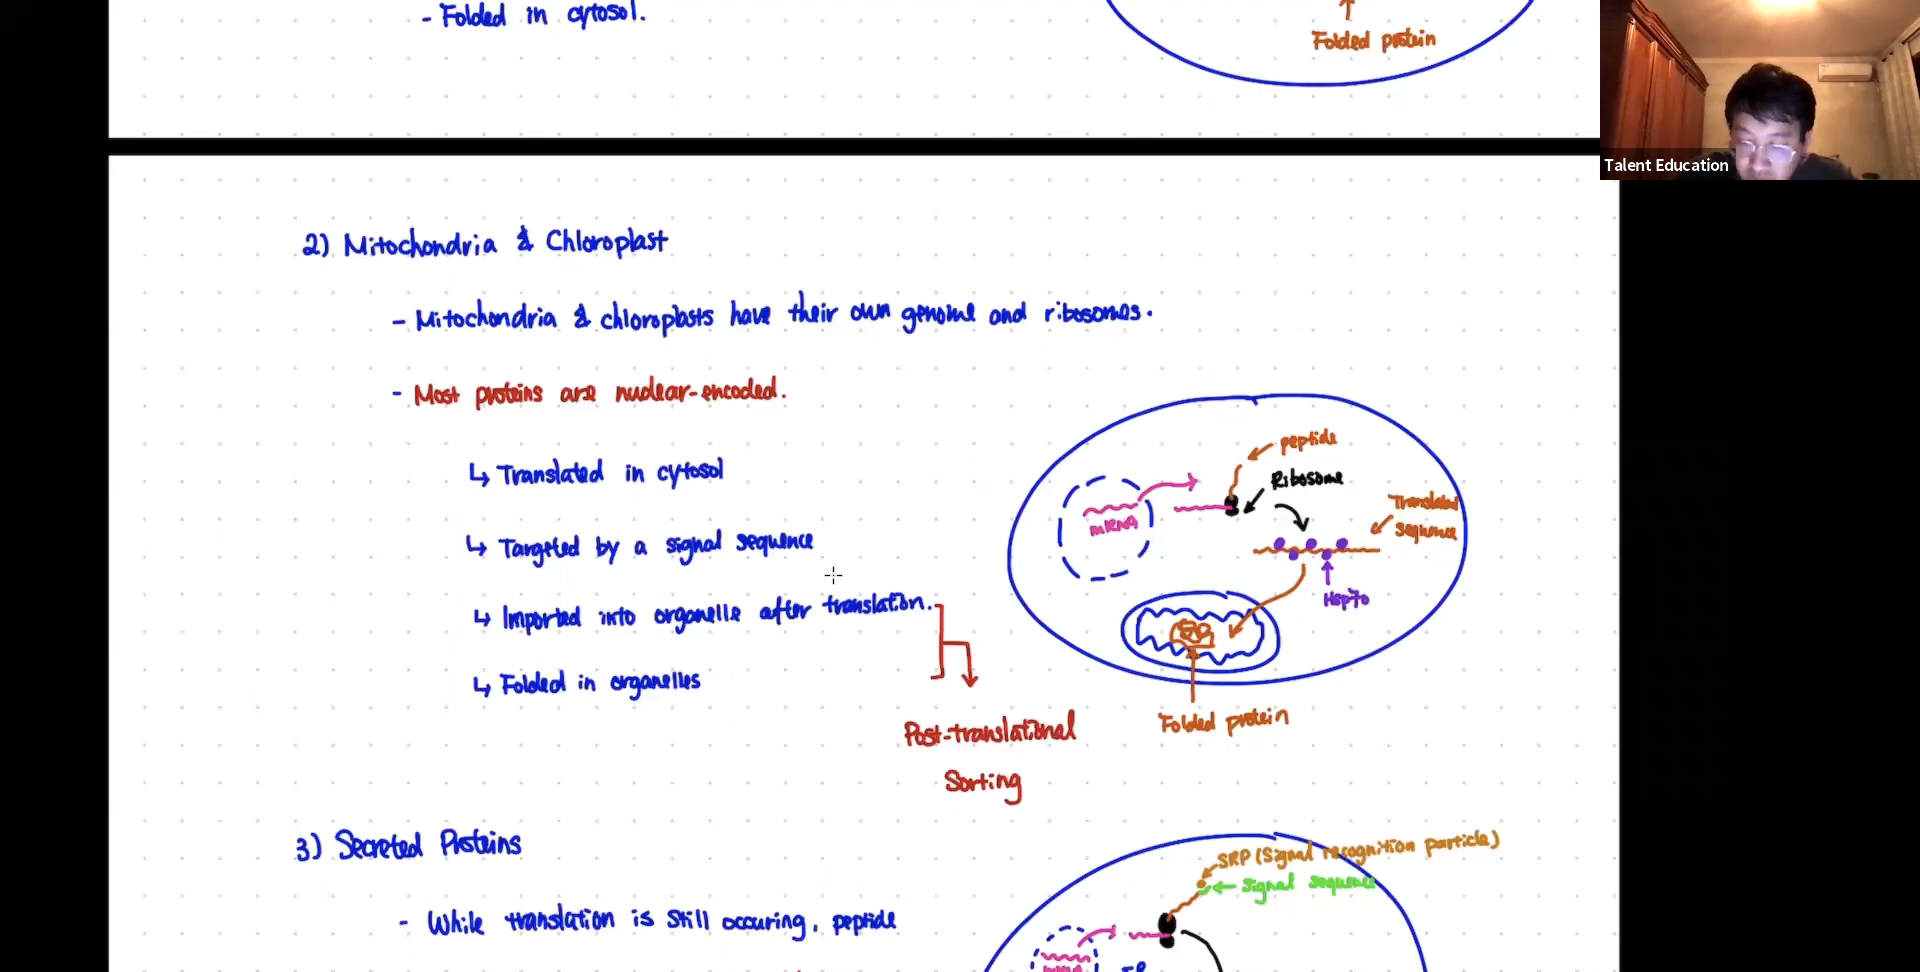 - Folded in cytosol.
Folded protein
Talent Education
2) Mitochondria & Chloroplast
- Mitochondria & chloroplasts have their own genome and ribosomes.
- Most proteins are nuclear-encoded.
↳ Translated in cytosol
↳ Targeted by a signal sequence
↳ Imported into organelle after translation.
↳ Folded in organelles
Post-translational
Sorting
peptide
Ribosome
mRNA
Translated
sequence
Hsp70
Folded protein
3) Secreted Proteins
- While translation is still occuring, peptide
SRP (Signal recognition particle)
signal sequence
mRNA
ER